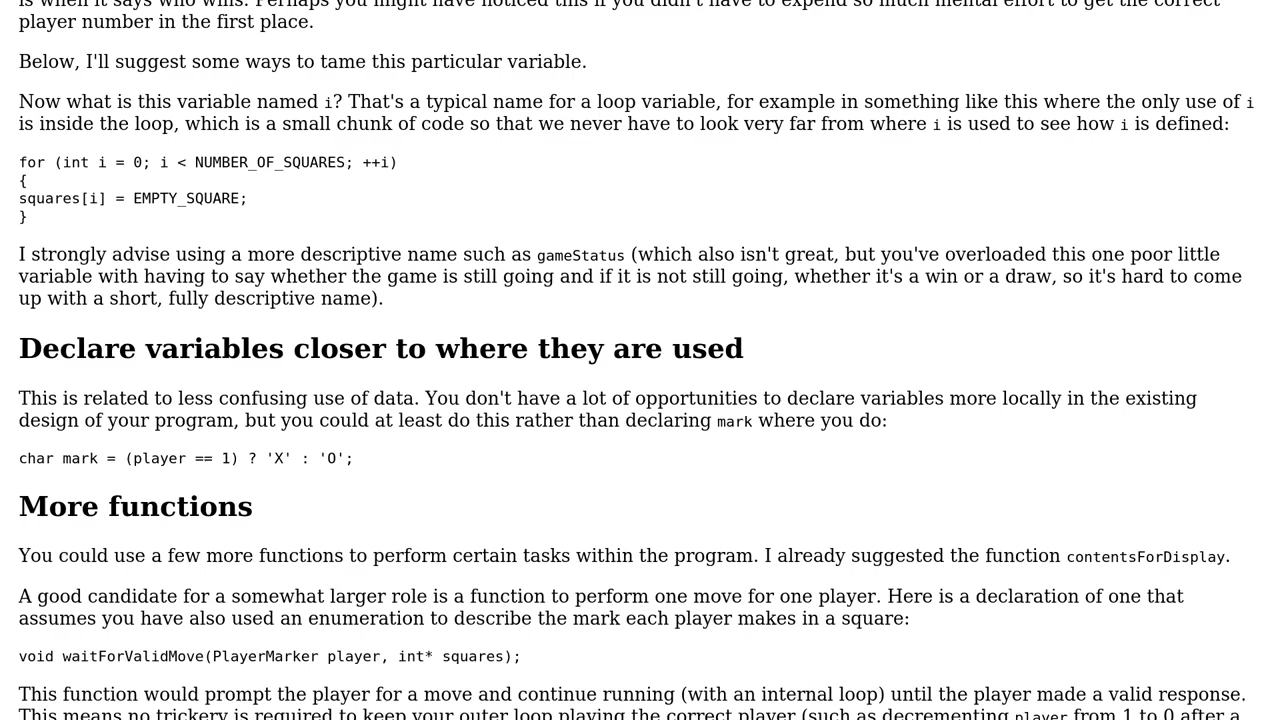 is when it says who wins. Perhaps you might have noticed this if you didn't have to expend so much mental effort to get the correct
player number in the first place.
Below, I'll suggest some ways to tame this particular variable.
Now what is this variable named i? That's a typical name for a loop variable, for example in something like this where the only use of i
is inside the loop, which is a small chunk of code so that we never have to look very far from where i is used to see how i is defined:
for (int i = 0; i < NUMBER_OF_SQUARES; ++i)
{
squares[i] = EMPTY_SQUARE;
}
I strongly advise using a more descriptive name such as gameStatus (which also isn't great, but you've overloaded this one poor little
variable with having to say whether the game is still going and if it is not still going, whether it's a win or a draw, so it's hard to come
up with a short, fully descriptive name).
Declare variables closer to where they are used
This is related to less confusing use of data. You don't have a lot of opportunities to declare variables more locally in the existing
design of your program, but you could at least do this rather than declaring mark where you do:
char mark = (player == 1) ? 'X' : 'O';
More functions
You could use a few more functions to perform certain tasks within the program. I already suggested the function contentsForDisplay.
A good candidate for a somewhat larger role is a function to perform one move for one player. Here is a declaration of one that
assumes you have also used an enumeration to describe the mark each player makes in a square:
void waitForValidMove(PlayerMarker player, int* squares);
This function would prompt the player for a move and continue running (with an internal loop) until the player made a valid response.
This means no trickery is required to keep your outer loop playing the correct player (such as decrementing player from 1 to 0 after a